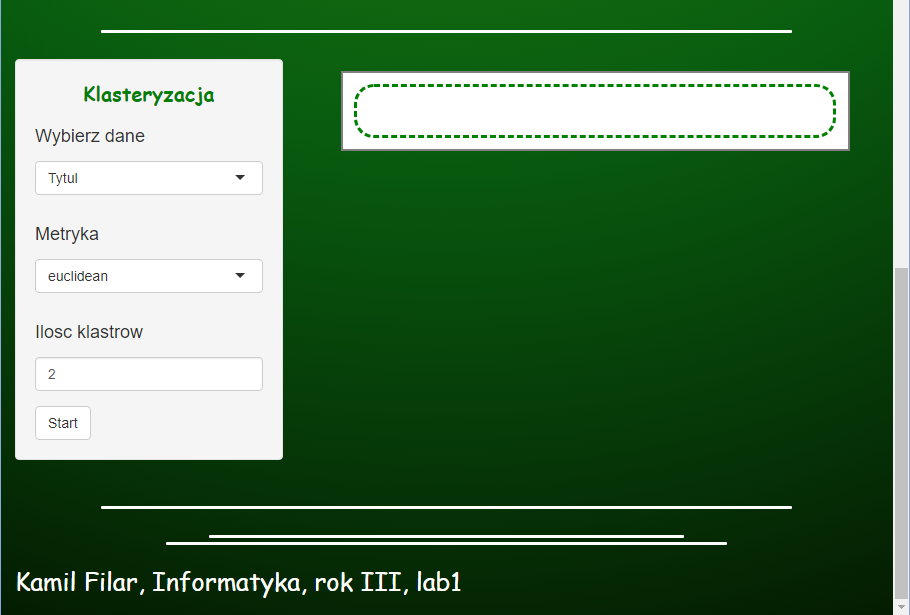 Klasteryzacja
Wybierz dane
Tytul
Metryka
euclidean
Ilosc klastrow
2
Start
Kamil Filar, Informatyka, rok III, lab1